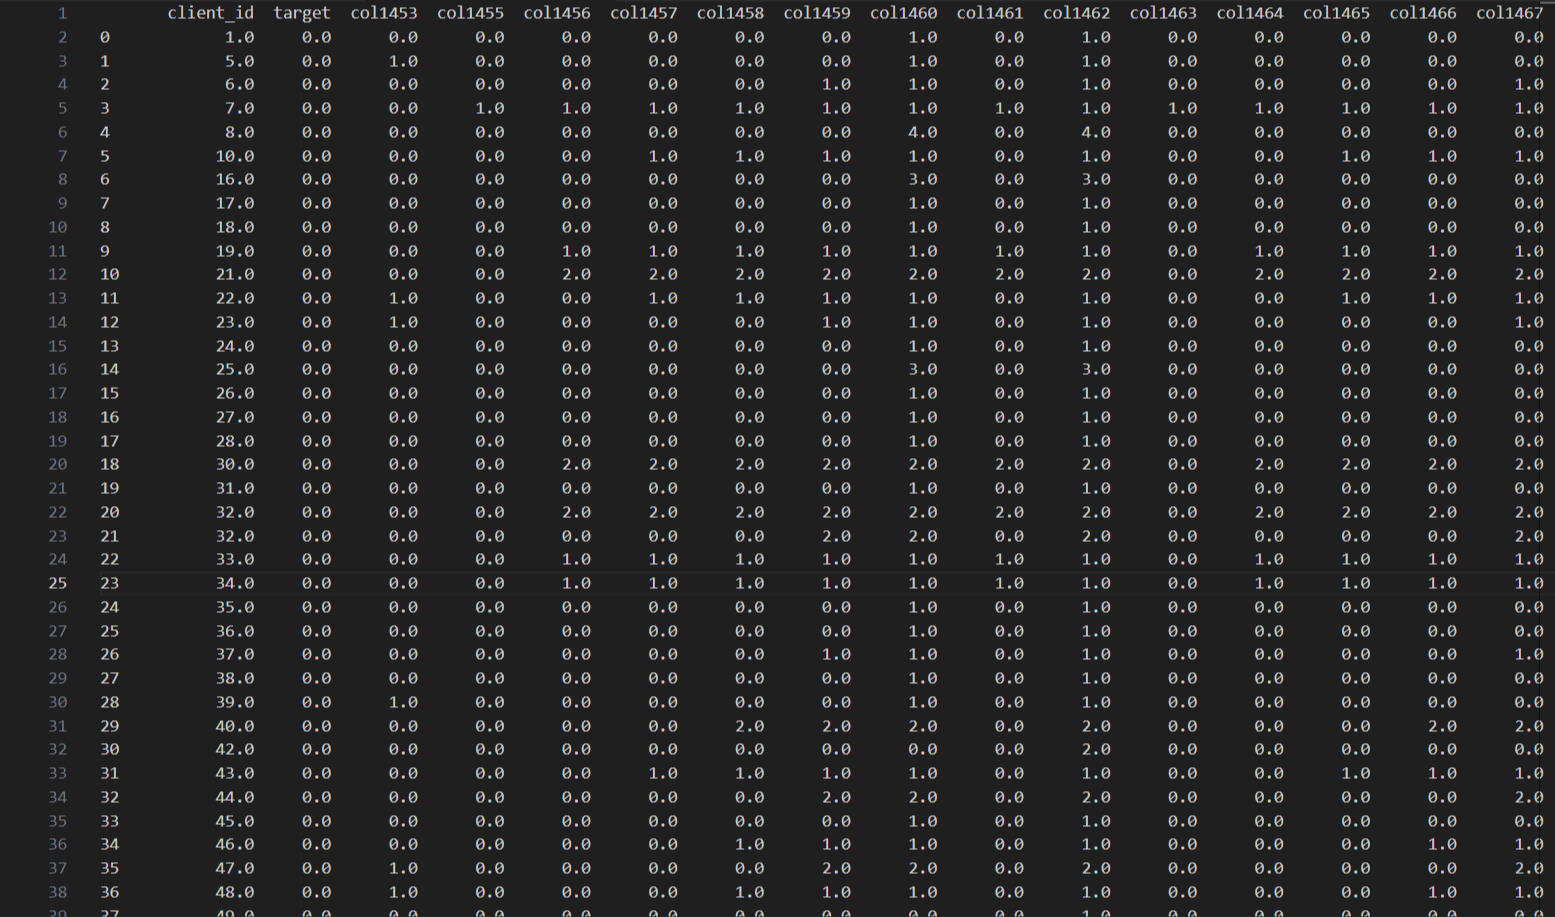 1 client_id target col1453 col1455 col1456 col1457 col1458 col1459 col1460 col1461 col1462 col1463 col1464 col1465 col1466 col1467
2 0 1.0 0.0 0.0 0.0 0.0 0.0 0.0 0.0 1.0 0.0 1.0 0.0 0.0 0.0 0.0 0.0
3 1 5.0 0.0 1.0 0.0 0.0 0.0 0.0 0.0 1.0 0.0 1.0 0.0 0.0 0.0 0.0 0.0
4 2 6.0 0.0 0.0 0.0 0.0 0.0 0.0 1.0 1.0 0.0 1.0 0.0 0.0 0.0 0.0 1.0
5 3 7.0 0.0 0.0 1.0 1.0 1.0 1.0 1.0 1.0 1.0 1.0 1.0 1.0 1.0 1.0 1.0
6 4 8.0 0.0 0.0 0.0 0.0 0.0 0.0 0.0 4.0 0.0 4.0 0.0 0.0 0.0 0.0 0.0
7 5 10.0 0.0 0.0 0.0 0.0 1.0 1.0 1.0 1.0 0.0 1.0 0.0 0.0 1.0 1.0 1.0
8 6 16.0 0.0 0.0 0.0 0.0 0.0 0.0 0.0 3.0 0.0 3.0 0.0 0.0 0.0 0.0 0.0
9 7 17.0 0.0 0.0 0.0 0.0 0.0 0.0 0.0 1.0 0.0 1.0 0.0 0.0 0.0 0.0 0.0
10 8 18.0 0.0 0.0 0.0 0.0 0.0 0.0 0.0 1.0 0.0 1.0 0.0 0.0 0.0 0.0 0.0
11 9 19.0 0.0 0.0 0.0 1.0 1.0 1.0 1.0 1.0 1.0 1.0 0.0 1.0 1.0 1.0 1.0
12 10 21.0 0.0 0.0 0.0 2.0 2.0 2.0 2.0 2.0 2.0 2.0 0.0 2.0 2.0 2.0 2.0
13 11 22.0 0.0 1.0 0.0 0.0 1.0 1.0 1.0 1.0 0.0 1.0 0.0 0.0 1.0 1.0 1.0
14 12 23.0 0.0 1.0 0.0 0.0 0.0 0.0 1.0 1.0 0.0 1.0 0.0 0.0 0.0 0.0 1.0
15 13 24.0 0.0 0.0 0.0 0.0 0.0 0.0 0.0 1.0 0.0 1.0 0.0 0.0 0.0 0.0 0.0
16 14 25.0 0.0 0.0 0.0 0.0 0.0 0.0 0.0 3.0 0.0 3.0 0.0 0.0 0.0 0.0 0.0
17 15 26.0 0.0 0.0 0.0 0.0 0.0 0.0 0.0 1.0 0.0 1.0 0.0 0.0 0.0 0.0 0.0
18 16 27.0 0.0 0.0 0.0 0.0 0.0 0.0 0.0 1.0 0.0 1.0 0.0 0.0 0.0 0.0 0.0
19 17 28.0 0.0 0.0 0.0 0.0 0.0 0.0 0.0 1.0 0.0 1.0 0.0 0.0 0.0 0.0 0.0
20 18 30.0 0.0 0.0 0.0 2.0 2.0 2.0 2.0 2.0 2.0 2.0 0.0 2.0 2.0 2.0 2.0
21 19 31.0 0.0 0.0 0.0 0.0 0.0 0.0 0.0 1.0 0.0 1.0 0.0 0.0 0.0 0.0 0.0
22 20 32.0 0.0 0.0 0.0 2.0 2.0 2.0 2.0 2.0 2.0 2.0 0.0 2.0 2.0 2.0 2.0
23 21 32.0 0.0 0.0 0.0 0.0 0.0 0.0 2.0 2.0 0.0 2.0 0.0 0.0 0.0 0.0 2.0
24 22 33.0 0.0 0.0 0.0 1.0 1.0 1.0 1.0 1.0 1.0 1.0 0.0 1.0 1.0 1.0 1.0
25 23 34.0 0.0 0.0 0.0 1.0 1.0 1.0 1.0 1.0 1.0 1.0 0.0 1.0 1.0 1.0 1.0
26 24 35.0 0.0 0.0 0.0 0.0 0.0 0.0 0.0 1.0 0.0 1.0 0.0 0.0 0.0 0.0 0.0
27 25 36.0 0.0 0.0 0.0 0.0 0.0 0.0 0.0 1.0 0.0 1.0 0.0 0.0 0.0 0.0 0.0
28 26 37.0 0.0 0.0 0.0 0.0 0.0 0.0 1.0 1.0 0.0 1.0 0.0 0.0 0.0 0.0 1.0
29 27 38.0 0.0 0.0 0.0 0.0 0.0 0.0 0.0 1.0 0.0 1.0 0.0 0.0 0.0 0.0 0.0
30 28 39.0 0.0 1.0 0.0 0.0 0.0 0.0 0.0 1.0 0.0 1.0 0.0 0.0 0.0 0.0 0.0
31 29 40.0 0.0 0.0 0.0 0.0 0.0 2.0 2.0 2.0 0.0 2.0 0.0 0.0 0.0 2.0 2.0
32 30 42.0 0.0 0.0 0.0 0.0 0.0 0.0 0.0 0.0 0.0 2.0 0.0 0.0 0.0 0.0 0.0
33 31 43.0 0.0 0.0 0.0 0.0 1.0 1.0 1.0 1.0 0.0 1.0 0.0 0.0 1.0 1.0 1.0
34 32 44.0 0.0 0.0 0.0 0.0 0.0 0.0 2.0 2.0 0.0 2.0 0.0 0.0 0.0 0.0 2.0
35 33 45.0 0.0 0.0 0.0 0.0 0.0 0.0 0.0 1.0 0.0 1.0 0.0 0.0 0.0 0.0 0.0
36 34 46.0 0.0 0.0 0.0 0.0 0.0 1.0 1.0 1.0 0.0 1.0 0.0 0.0 0.0 1.0 1.0
37 35 47.0 0.0 1.0 0.0 0.0 0.0 0.0 2.0 2.0 0.0 2.0 0.0 0.0 0.0 0.0 2.0
38 36 48.0 0.0 1.0 0.0 0.0 0.0 1.0 1.0 1.0 0.0 1.0 0.0 0.0 0.0 1.0 1.0